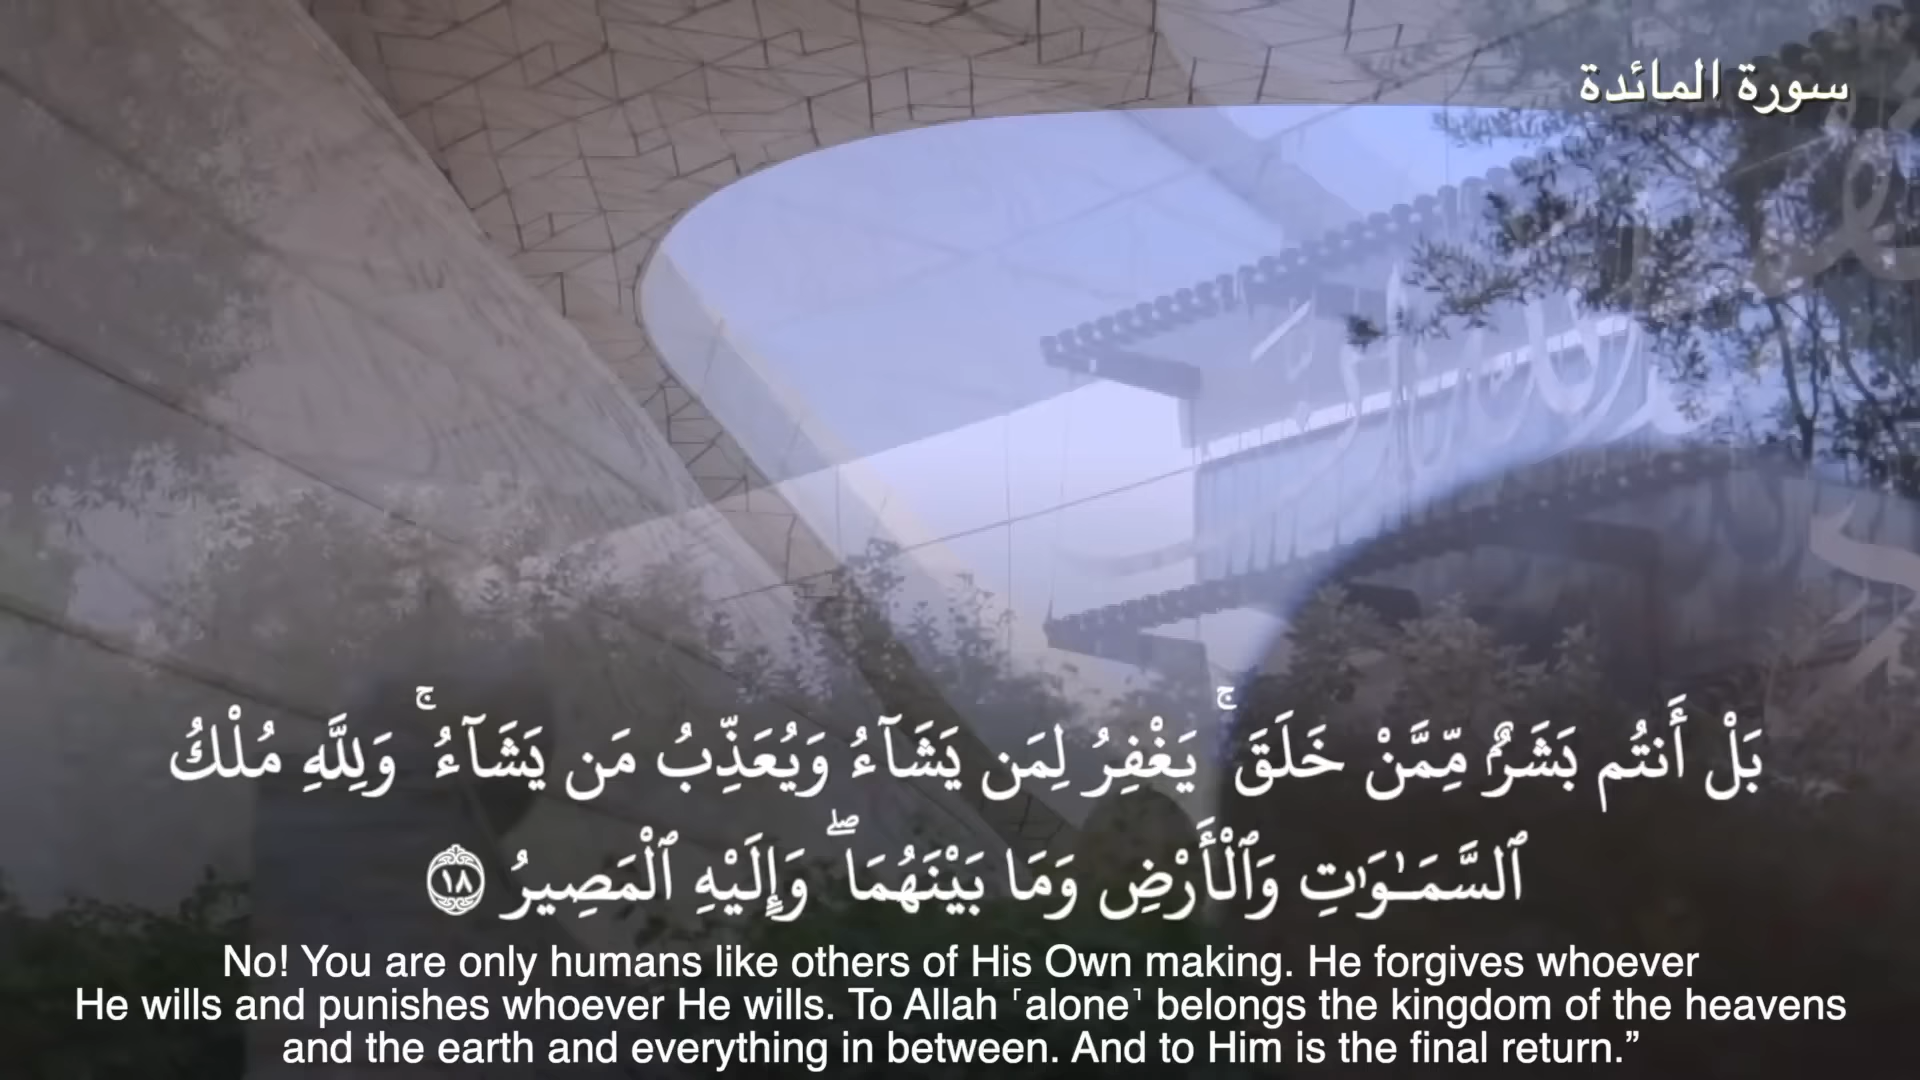 سورة المائدة
بَلْ أَنتُم بَشَرٌ مِّمَّنْ خَلَقَ ۚ يَغْفِرُ لِمَن يَشَآءُ وَيُعَذِّبُ مَن يَشَآءُ ۚ وَلِلَّهِ مُلْكُ
ٱلسَّمَـٰوَٰتِ وَٱلْأَرْضِ وَمَا بَيْنَهُمَا ۖ وَإِلَيْهِ ٱلْمَصِيرُ ١٨
No! You are only humans like others of His Own making. He forgives whoever
He wills and punishes whoever He wills. To Allah ˹alone˺ belongs the kingdom of the heavens
and the earth and everything in between. And to Him is the final return.”